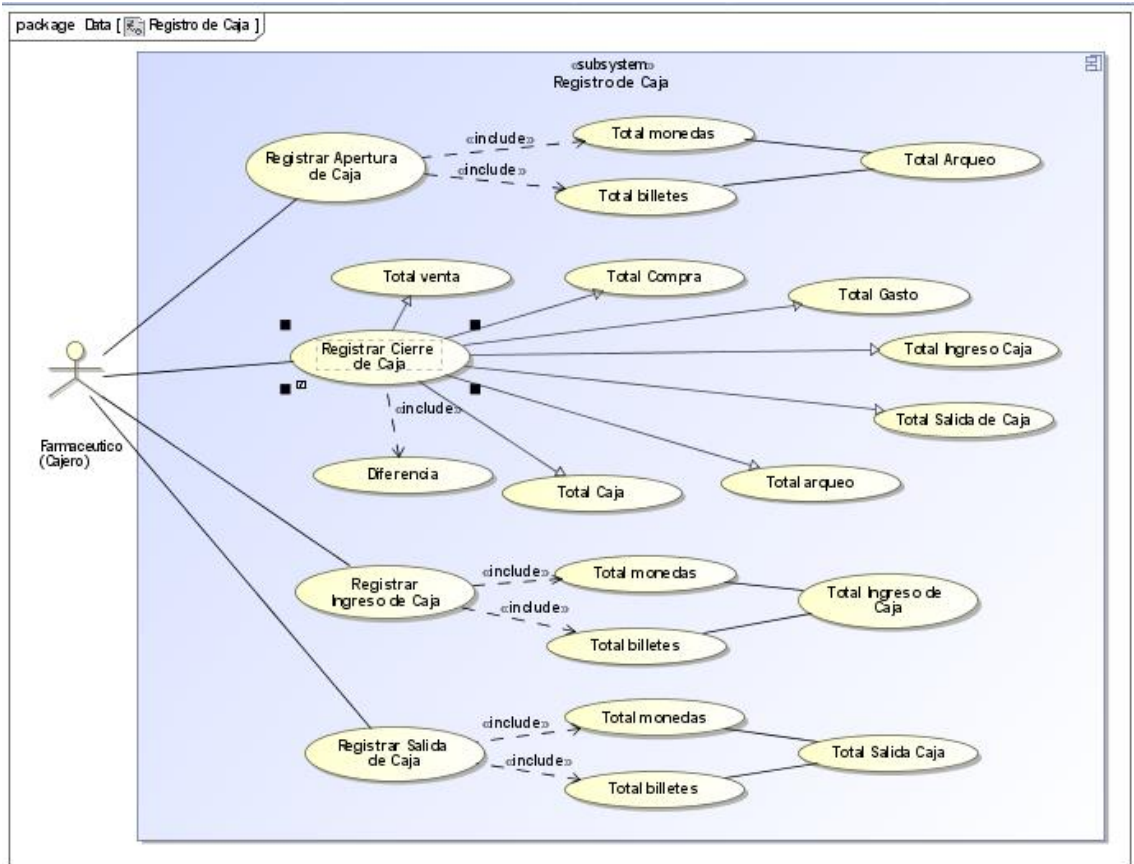 package Data [ Registro de Caja ]
«subsystem»
Registro de Caja
Registrar Apertura
de Caja
«include»
«include»
Total monedas
Total billetes
Total Arqueo
Total venta
Total Compra
Total Gasto
Registrar Cierre
de Caja
Total Ingreso Caja
Total Salida de Caja
«include»
Diferencia
Total Caja
Total arqueo
Farmaceutico
(Cajero)
Registrar
Ingreso de Caja
«include»
«include»
Total monedas
Total billetes
Total Ingreso de
Caja
Registrar Salida
de Caja
«include»
«include»
Total monedas
Total billetes
Total Salida Caja